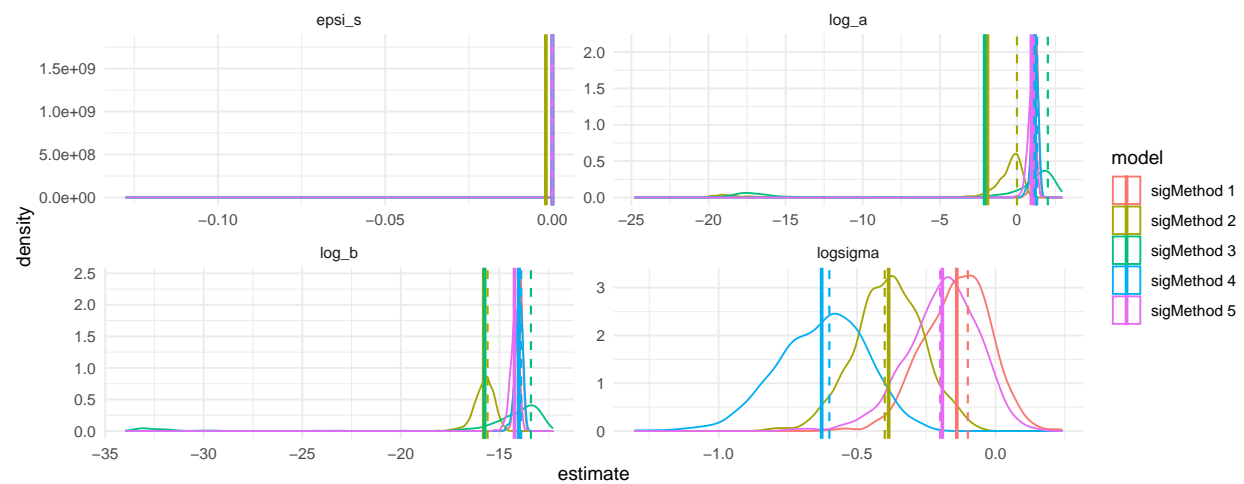 epsi_s
log_a
1.5e+09
1.0e+09
5.0e+08
0.0e+00
−0.10
−0.05
0.00
2.0
1.5
1.0
0.5
0.0
−25
−20
−15
−10
−5
0
density
log_b
logsigma
2.5
2.0
1.5
1.0
0.5
0.0
−35
−30
−25
−20
−15
3
2
1
0
−1.0
−0.5
0.0
estimate
model
sigMethod 1
sigMethod 2
sigMethod 3
sigMethod 4
sigMethod 5